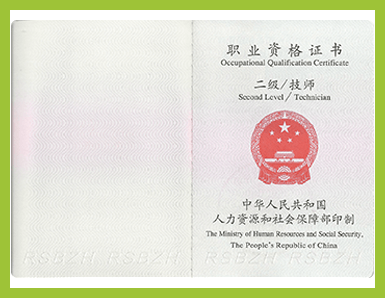 职业资格证书
Occupational Qualification Certificate
二级/技师
Second Level/Technician
中华人民共和国
人力资源和社会保障部印制
The Ministry of Human Resources and Social Security,
The People's Republic of China
RSBZH RSBZH RSBZH RSBZH